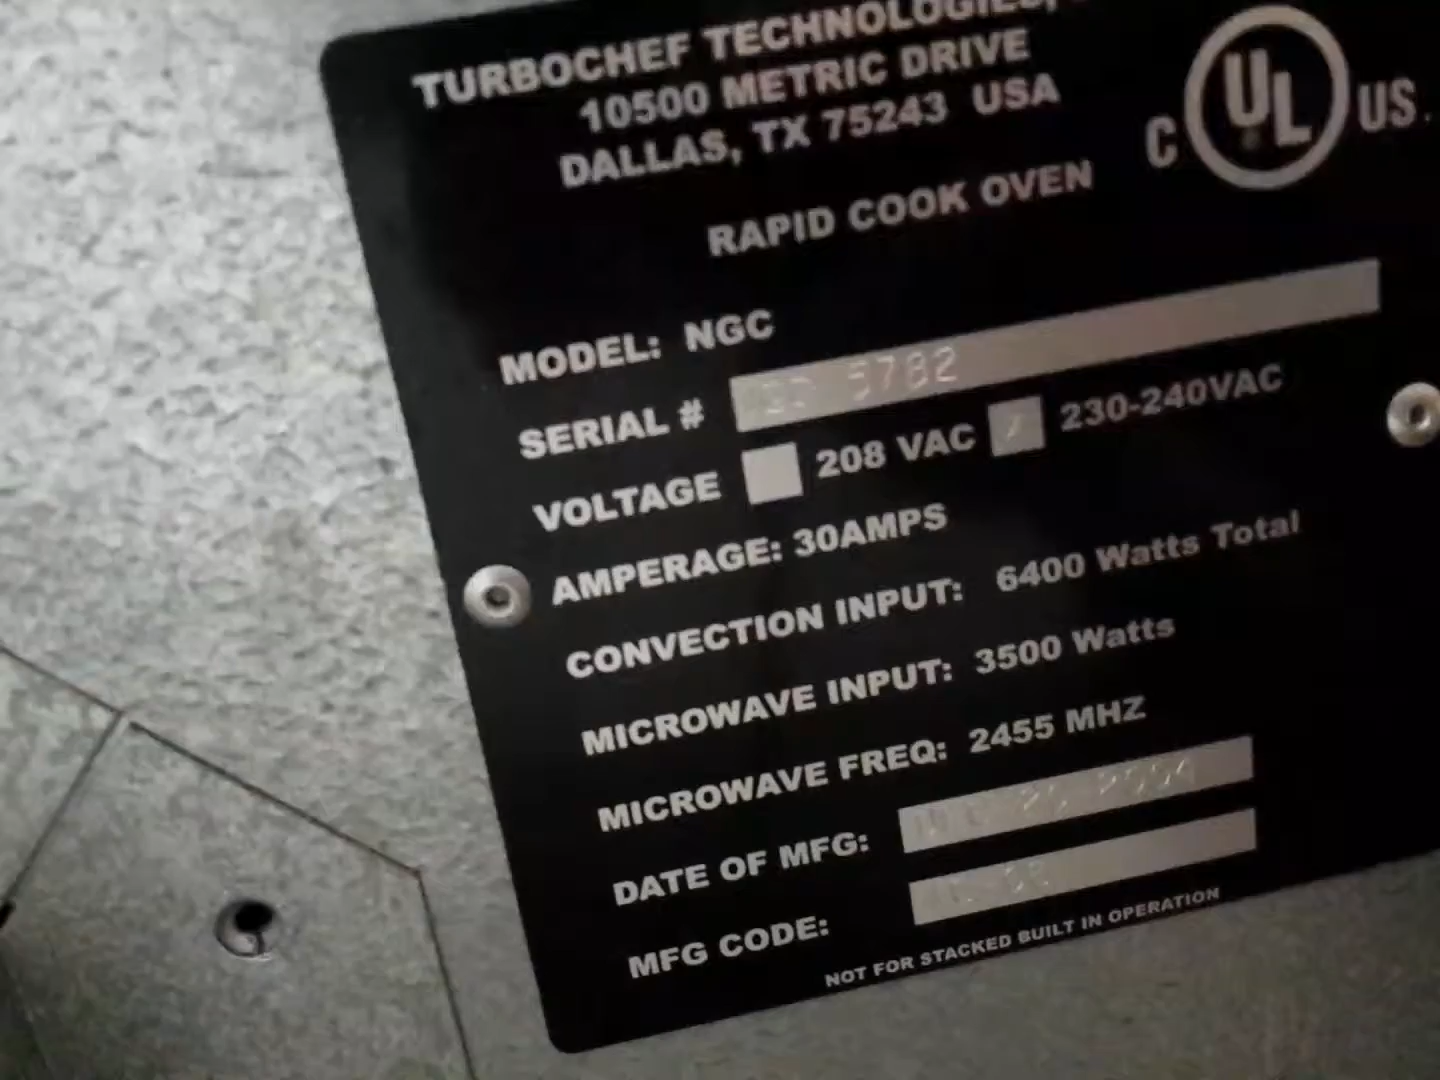 TURBOCHEF TECHNOLOGIES,
10500 METRIC DRIVE
DALLAS, TX 75243 USA
C UL US
RAPID COOK OVEN
MODEL: NGC
SERIAL # 5782
VOLTAGE 208 VAC 230-240VAC
AMPERAGE: 30AMPS
CONVECTION INPUT: 6400 Watts Total
MICROWAVE INPUT: 3500 Watts
MICROWAVE FREQ: 2455 MHZ
DATE OF MFG:
MFG CODE:
NOT FOR STACKED BUILT IN OPERATION